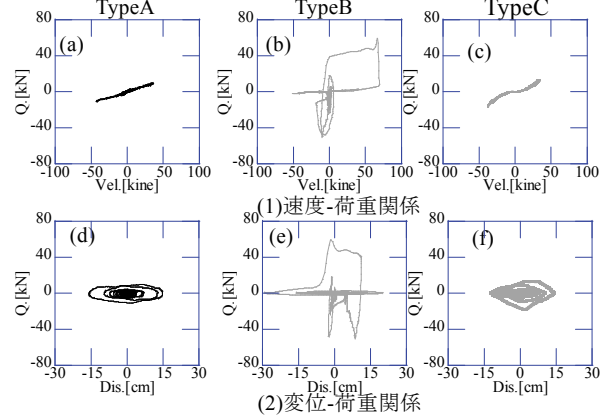 TypeA TypeB TypeC
(a) (b) (c)
Q.[kN] Q.[kN] Q.[kN]
80 80 80
40 40 40
0 0 0
-40 -40 -40
-80 -80 -80
-100 -50 0 50 100 -100 -50 0 50 100 -100 -50 0 50 100
Vel.[kine] Vel.[kine] Vel.[kine]
(1)速度-荷重関係
(d) (e) (f)
Q.[kN] Q.[kN] Q.[kN]
80 80 80
40 40 40
0 0 0
-40 -40 -40
-80 -80 -80
-30 -15 0 15 30 -30 -15 0 15 30 -30 -15 0 15 30
Dis.[cm] Dis.[cm] Dis.[cm]
(2)変位-荷重関係